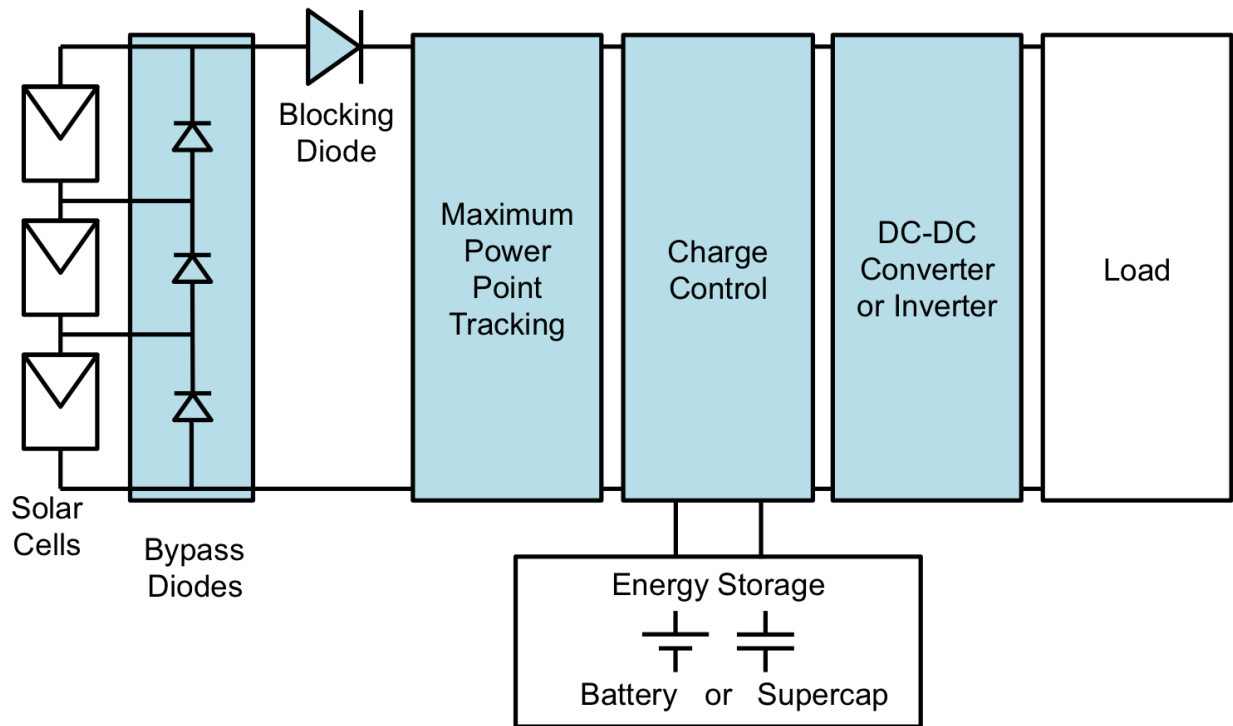 Blocking
Diode
Maximum
Power
Point
Tracking
Charge
Control
DC-DC
Converter
or Inverter
Load
Solar
Cells
Bypass
Diodes
Energy Storage
Battery or Supercap